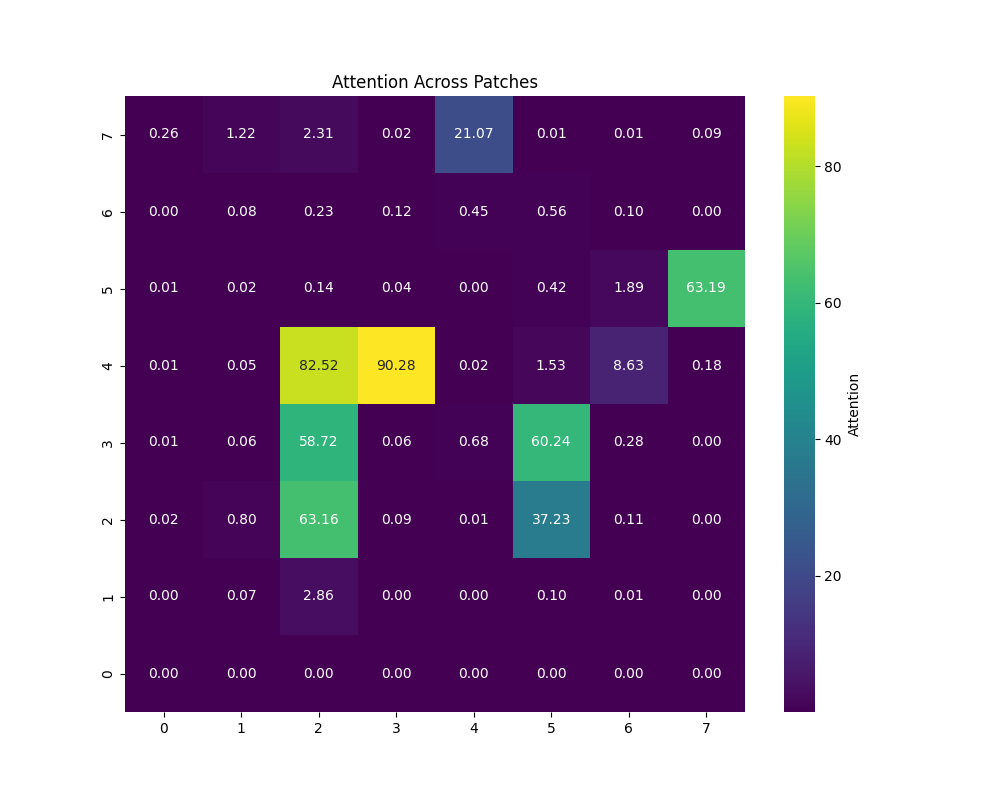 Attention Across Patches
7 0.26 1.22 2.31 0.02 21.07 0.01 0.01 0.09
6 0.00 0.08 0.23 0.12 0.45 0.56 0.10 0.00
5 0.01 0.02 0.14 0.04 0.00 0.42 1.89 63.19
4 0.01 0.05 82.52 90.28 0.02 1.53 8.63 0.18
3 0.01 0.06 58.72 0.06 0.68 60.24 0.28 0.00
2 0.02 0.80 63.16 0.09 0.01 37.23 0.11 0.00
1 0.00 0.07 2.86 0.00 0.00 0.10 0.01 0.00
0 0.00 0.00 0.00 0.00 0.00 0.00 0.00 0.00
0 1 2 3 4 5 6 7
80
60
40
20
Attention